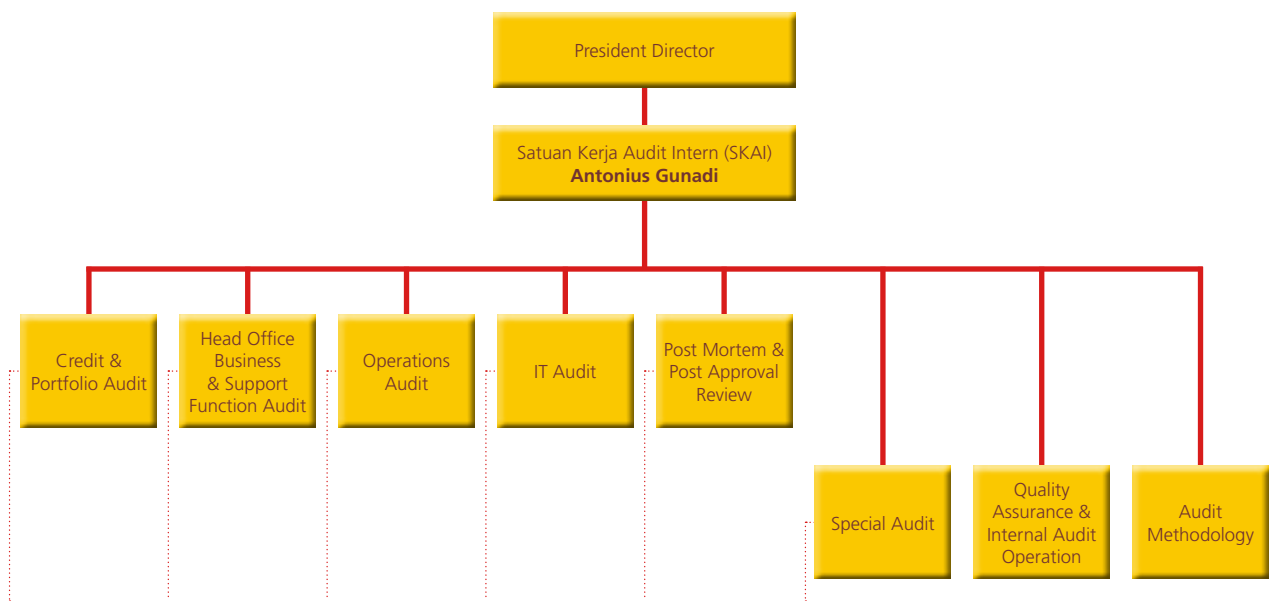 President Director
Satuan Kerja Audit Intern (SKAI)
Antonius Gunadi
Credit &
Portfolio Audit
Head Office
Business
& Support
Function Audit
Operations
Audit
IT Audit
Post Mortem &
Post Approval
Review
Special Audit
Quality
Assurance &
Internal Audit
Operation
Audit
Methodology